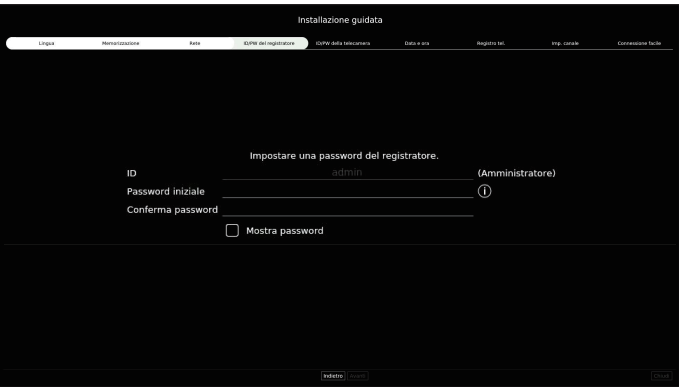 Installazione guidata
Lingua Memorizzazione Rete ID/PW del registratore ID/PW della telecamera Data e ora Registro tel. Imp. canale Connessione facile
Impostare una password del registratore.
ID admin (Amministratore)
Password iniziale
Conferma password
Mostra password
Indietro Avanti Chiudi